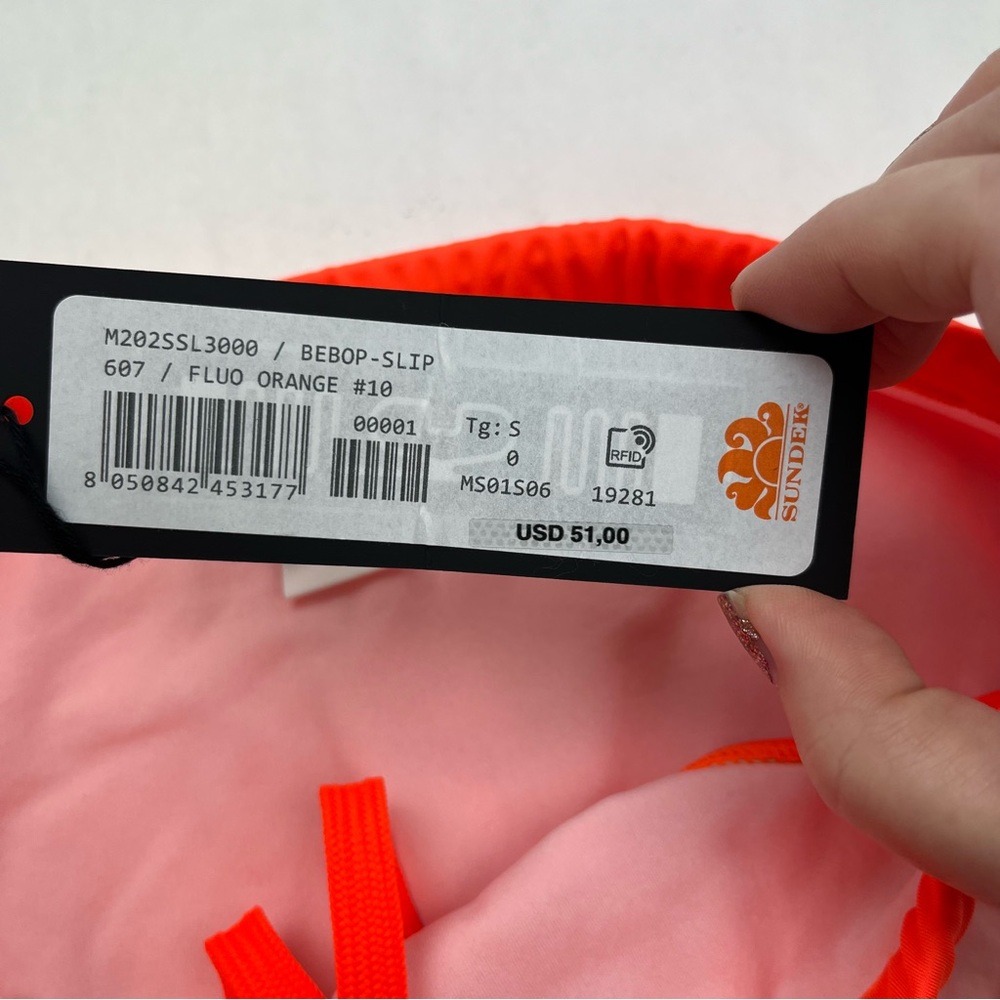 M202SSL3000 / BEBOP-SLIP
607 / FLUO ORANGE #10
00001
Tg: S
0
8 050842 453177
MS01S06
RFID
19281
USD 51,00
SUNDEK®